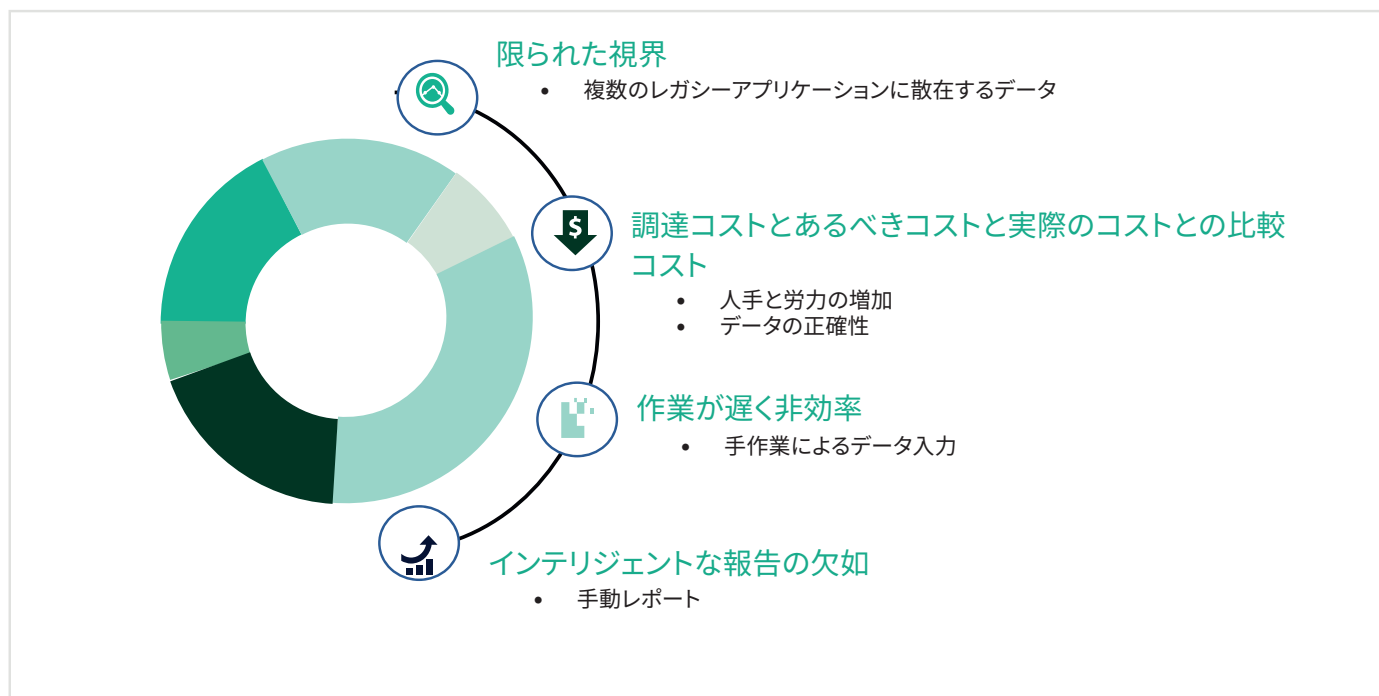 限られた視界
• 複数のレガシーアプリケーションに散在するデータ
$
調達コストとあるべきコストと実際のコストとの比較
コスト
• 人手と労力の増加
• データの正確性
作業が遅く非効率
• 手作業によるデータ入力
インテリジェントな報告の欠如
• 手動レポート